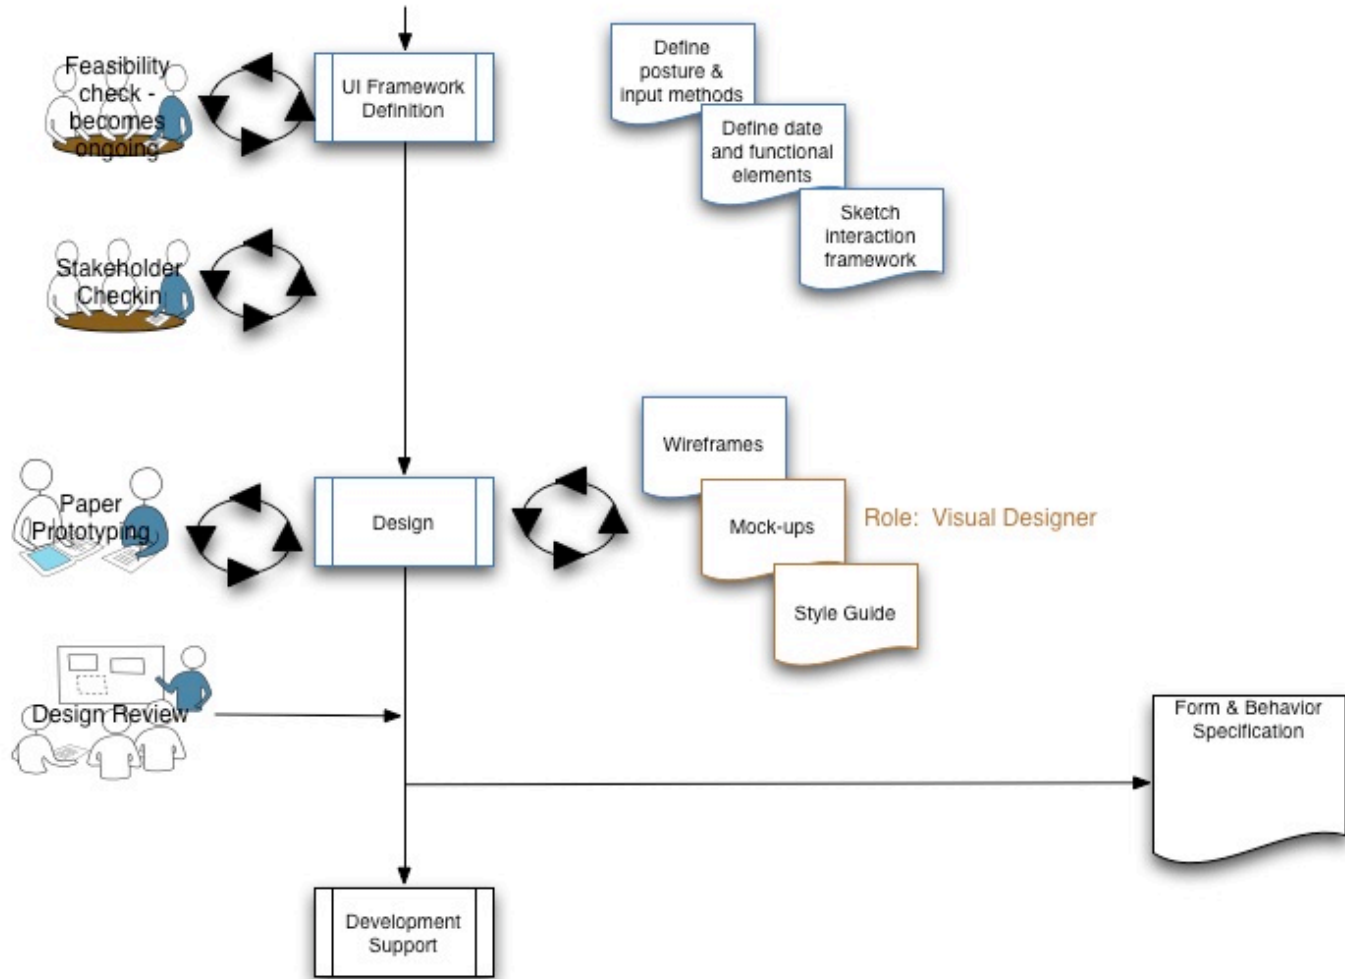 Feasibility
check -
becomes
ongoing
UI Framework
Definition
Define
posture &
input methods
Define date
and functional
elements
Sketch
interaction
framework
Stakeholder
Checkin
Wireframes
Paper
Prototyping
Design
Mock-ups
Role:  Visual Designer
Style Guide
Design Review
Form & Behavior
Specification
Development
Support